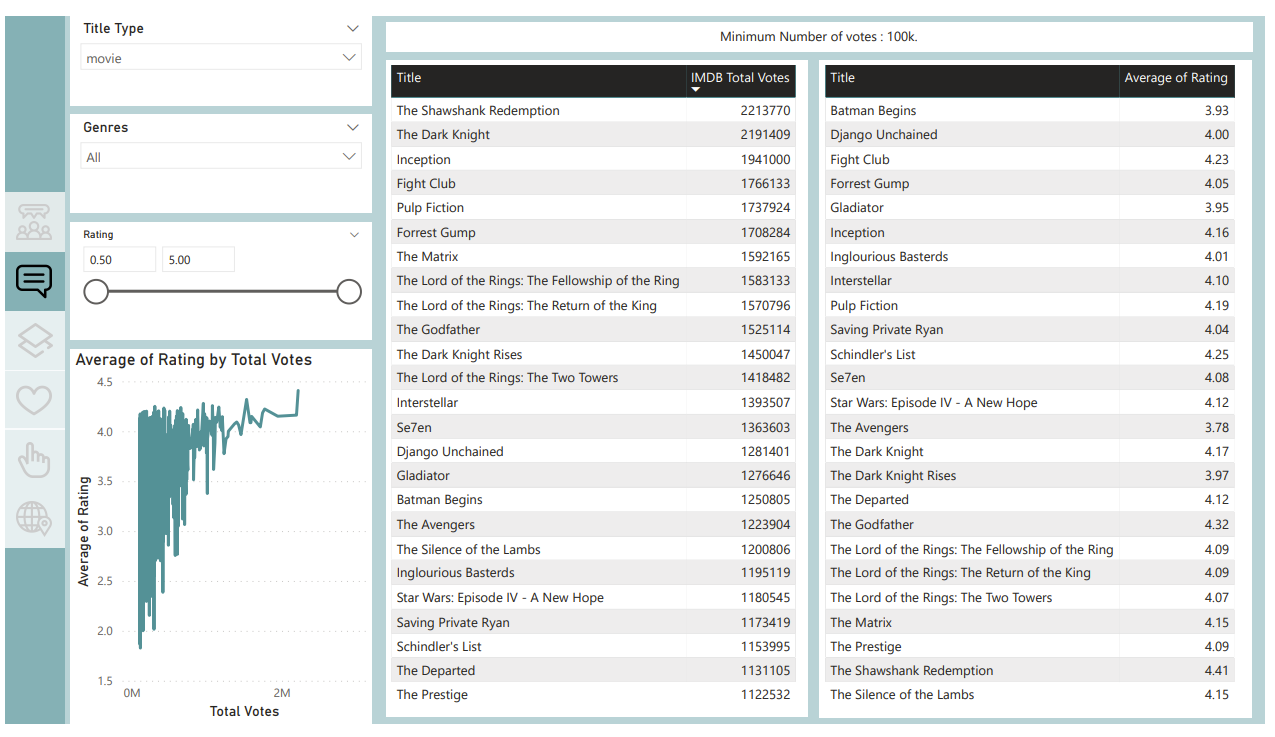 Title Type
movie
Genres
All
Rating
0.50 5.00
Average of Rating by Total Votes
Average of Rating
4.5
4.0
3.5
3.0
2.5
2.0
1.5
0M 2M
Total Votes
Minimum Number of votes : 100k.
Title IMDB Total Votes
The Shawshank Redemption 2213770
The Dark Knight 2191409
Inception 1941000
Fight Club 1766133
Pulp Fiction 1737924
Forrest Gump 1708284
The Matrix 1592165
The Lord of the Rings: The Fellowship of the Ring 1583133
The Lord of the Rings: The Return of the King 1570796
The Godfather 1525114
The Dark Knight Rises 1450047
The Lord of the Rings: The Two Towers 1418482
Interstellar 1393507
Se7en 1363603
Django Unchained 1281401
Gladiator 1276646
Batman Begins 1250805
The Avengers 1223904
The Silence of the Lambs 1200806
Inglourious Basterds 1195119
Star Wars: Episode IV - A New Hope 1180545
Saving Private Ryan 1173419
Schindler's List 1153995
The Departed 1131105
The Prestige 1122532
Title Average of Rating
Batman Begins 3.93
Django Unchained 4.00
Fight Club 4.23
Forrest Gump 4.05
Gladiator 3.95
Inception 4.16
Inglourious Basterds 4.01
Interstellar 4.10
Pulp Fiction 4.19
Saving Private Ryan 4.04
Schindler's List 4.25
Se7en 4.08
Star Wars: Episode IV - A New Hope 4.12
The Avengers 3.78
The Dark Knight 4.17
The Dark Knight Rises 3.97
The Departed 4.12
The Godfather 4.32
The Lord of the Rings: The Fellowship of the Ring 4.09
The Lord of the Rings: The Return of the King 4.09
The Lord of the Rings: The Two Towers 4.07
The Matrix 4.15
The Prestige 4.09
The Shawshank Redemption 4.41
The Silence of the Lambs 4.15